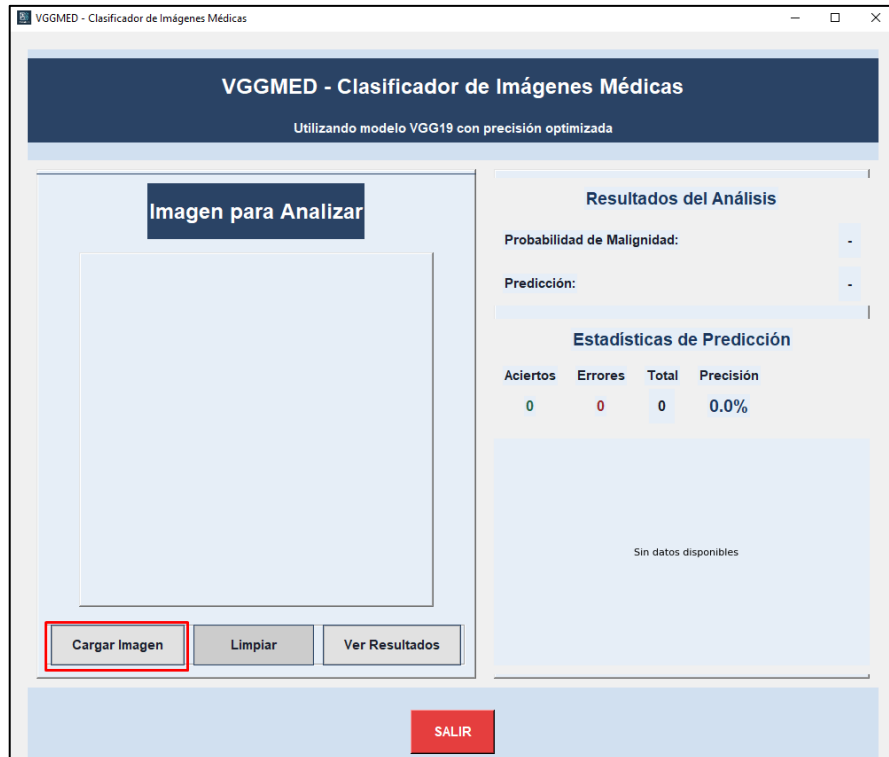 VGGMED - Clasificador de Imágenes Médicas
VGGMED - Clasificador de Imágenes Médicas
Utilizando modelo VGG19 con precisión optimizada
Imagen para Analizar
Cargar Imagen Limpiar Ver Resultados
Resultados del Análisis
Probabilidad de Malignidad: -
Predicción: -
Estadísticas de Predicción
Aciertos Errores Total Precisión
0 0 0 0.0%
Sin datos disponibles
SALIR